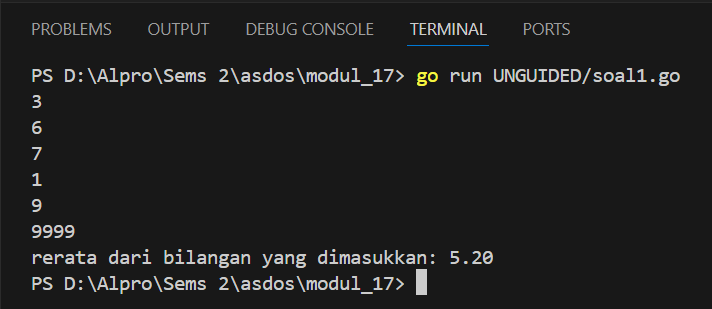 PROBLEMS OUTPUT DEBUG CONSOLE TERMINAL PORTS
PS D:\Alpro\Sems 2\asdos\modul_17> go run UNGUIDED/soal1.go
3
6
7
1
9
9999
rerata dari bilangan yang dimasukkan: 5.20
PS D:\Alpro\Sems 2\asdos\modul_17>